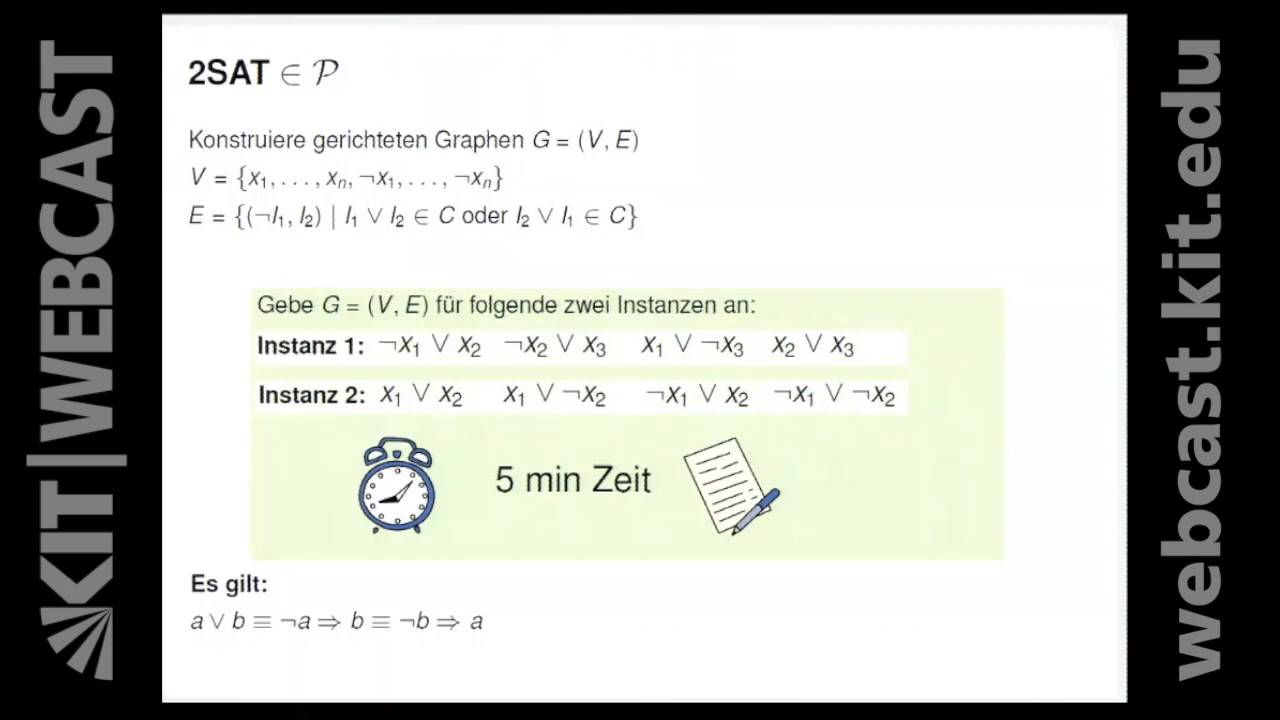 KIT|WEBCAST
2SAT ∈ P
Konstruiere gerichteten Graphen G = (V, E)
V = {x₁, . . . , xₙ, ¬x₁, . . . , ¬xₙ}
E = {(¬l₁, l₂) | l₁ ∨ l₂ ∈ C oder l₂ ∨ l₁ ∈ C}
Gebe G = (V, E) für folgende zwei Instanzen an:
Instanz 1: ¬x₁ ∨ x₂ ¬x₂ ∨ x₃ x₁ ∨ ¬x₃ x₂ ∨ x₃
Instanz 2: x₁ ∨ x₂ x₁ ∨ ¬x₂ ¬x₁ ∨ x₂ ¬x₁ ∨ ¬x₂
5 min Zeit
Es gilt:
a ∨ b ≡ ¬a ⇒ b ≡ ¬b ⇒ a
webcast.kit.edu